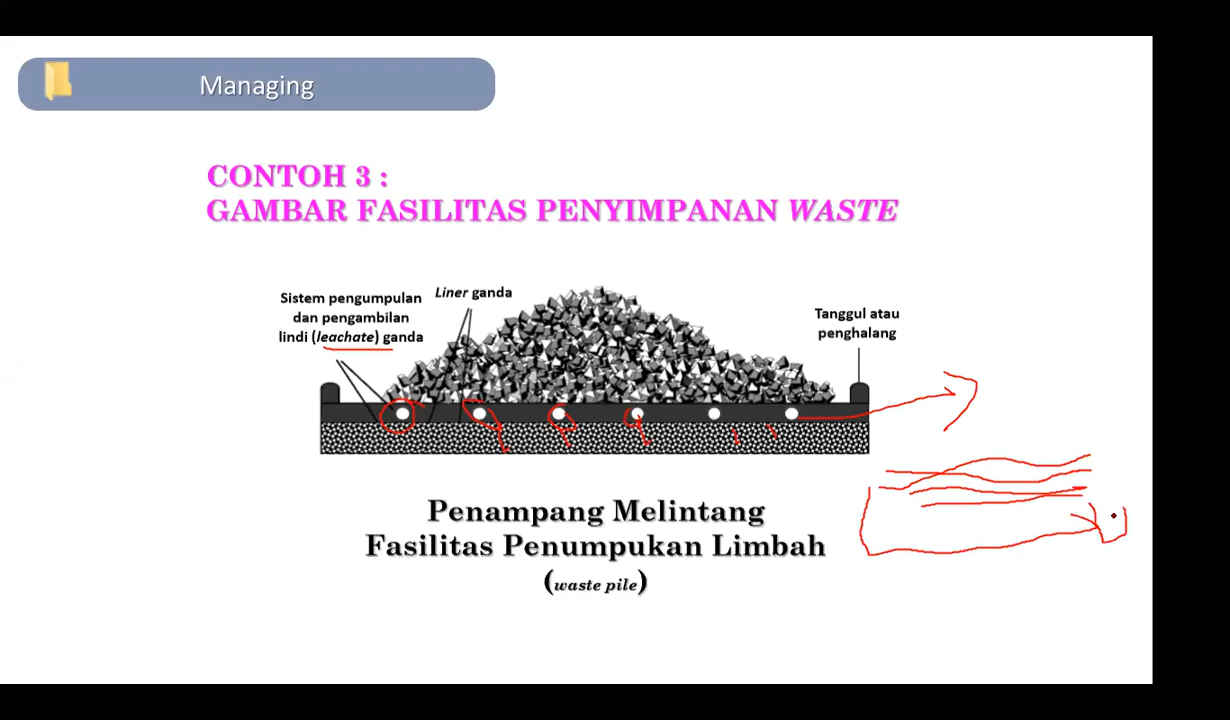 Managing
CONTOH 3 :
GAMBAR FASILITAS PENYIMPANAN WASTE
Sistem pengumpulan
dan pengambilan
lindi (leachate) ganda
Liner ganda
Tanggul atau
penghalang
Penampang Melintang
Fasilitas Penumpukan Limbah
(waste pile)